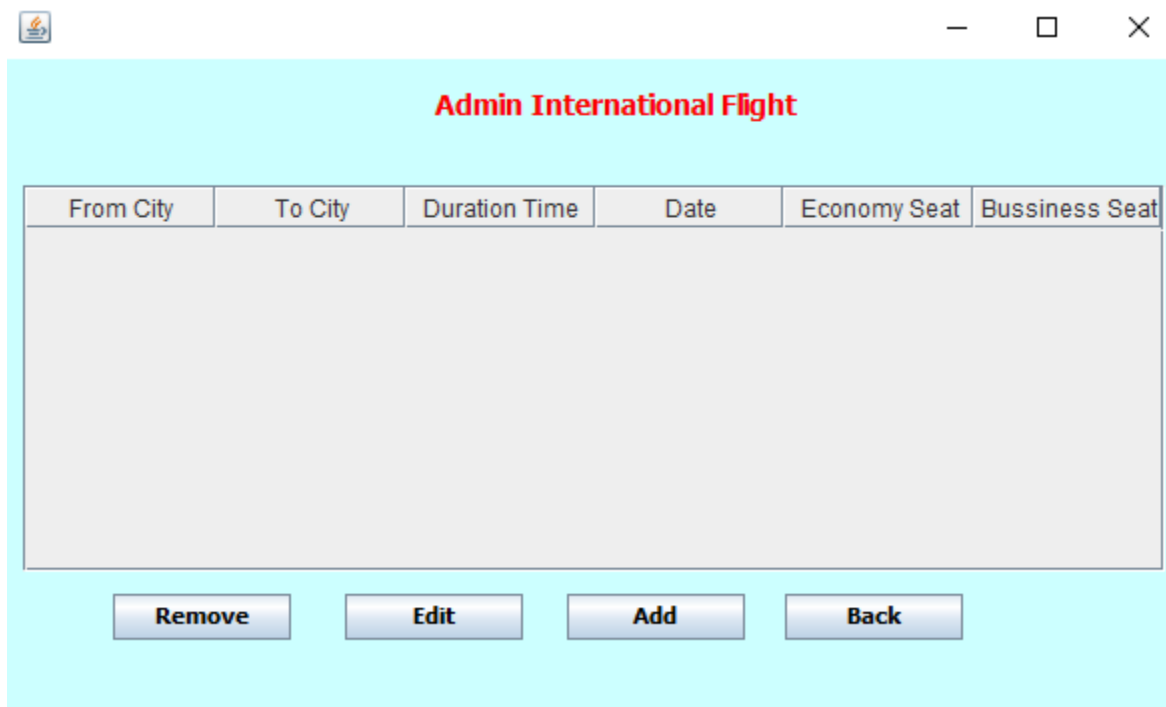 Admin International Flight
From City To City Duration Time Date Economy Seat Bussiness Seat
Remove Edit Add Back